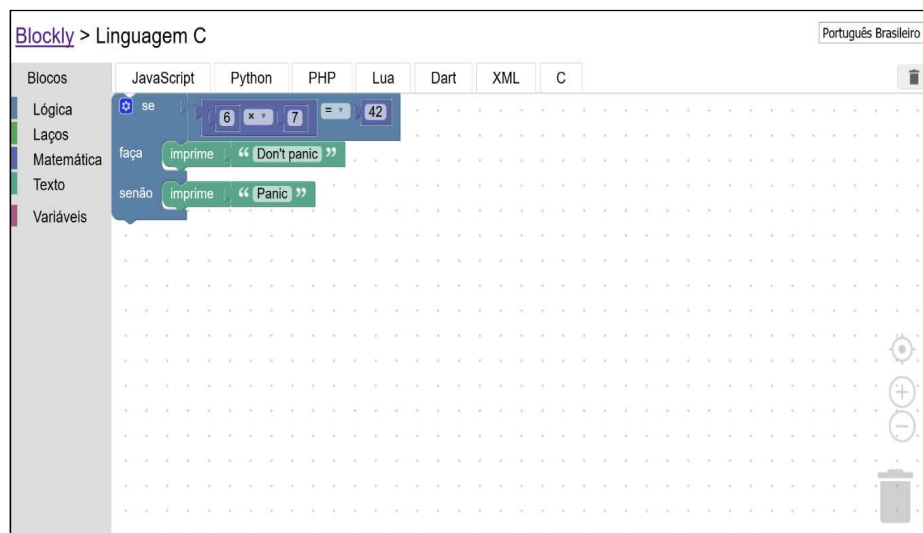 Blockly > Linguagem C
Português Brasileiro
Blocos
JavaScript Python PHP Lua Dart XML C
Lógica
Laços
Matemática
Texto
Variáveis
se 6 × 7 = 42
faça imprime “ Don't panic ”
senão imprime “ Panic ”